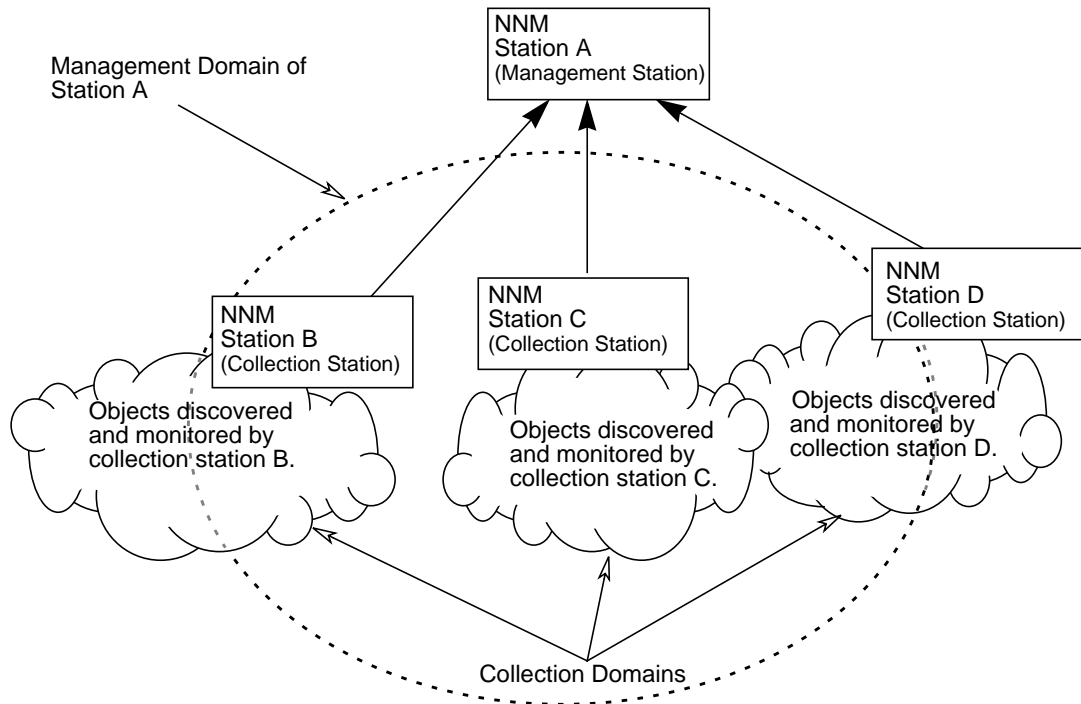 NNM
Station A
(Management Station)
Management Domain of
Station A
NNM
Station B
(Collection Station)
NNM
Station C
(Collection Station)
NNM
Station D
(Collection Station)
Objects discovered
and monitored by
collection station B.
Objects discovered
and monitored by
collection station C.
Objects discovered
and monitored by
collection station D.
Collection Domains